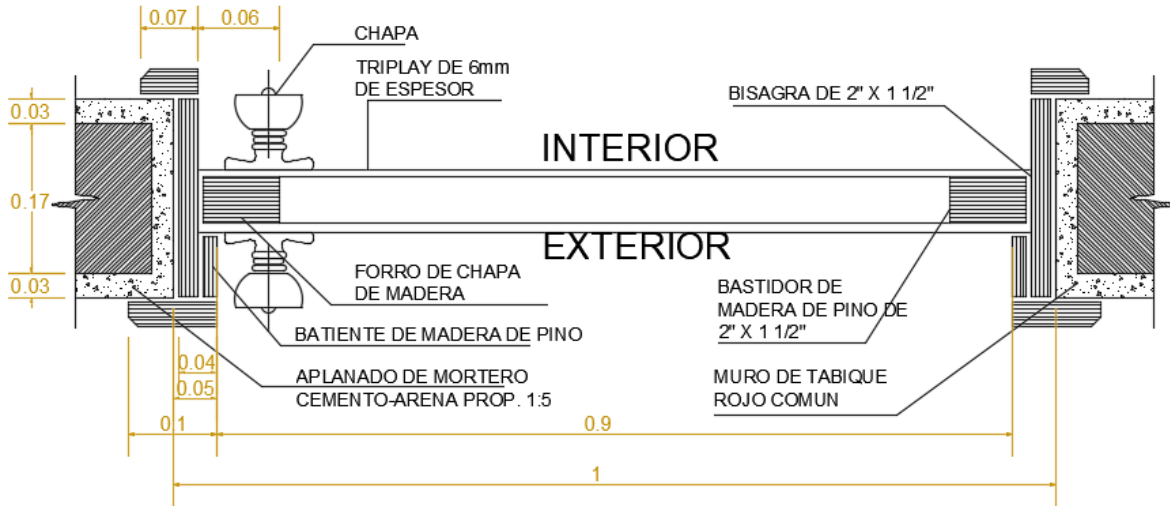 0.07
0.06
CHAPA
TRIPLAY DE 6mm
DE ESPESOR
BISAGRA DE 2" X 1 1/2"
0.03
INTERIOR
0.17
EXTERIOR
0.03
FORRO DE CHAPA
DE MADERA
BASTIDOR DE
MADERA DE PINO DE
2" X 1 1/2"
BATIENTE DE MADERA DE PINO
0.04
0.05
APLANADO DE MORTERO
CEMENTO-ARENA PROP. 1:5
MURO DE TABIQUE
ROJO COMUN
0.1
0.9
1